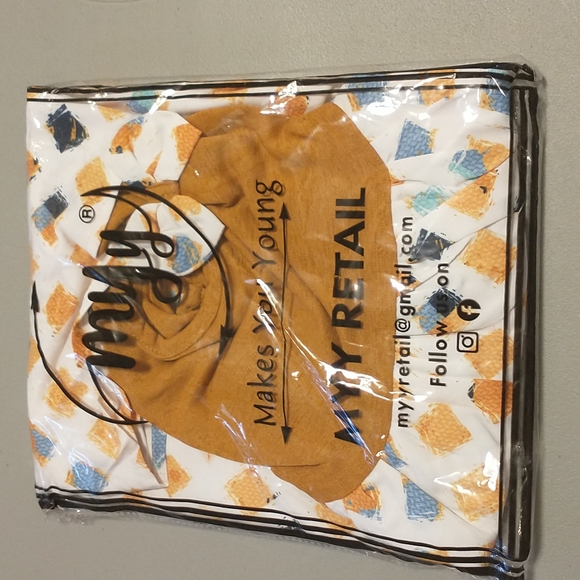 myy®
Makes you Young
MYY RETAIL
myyretail@gmail.com
Follow us on